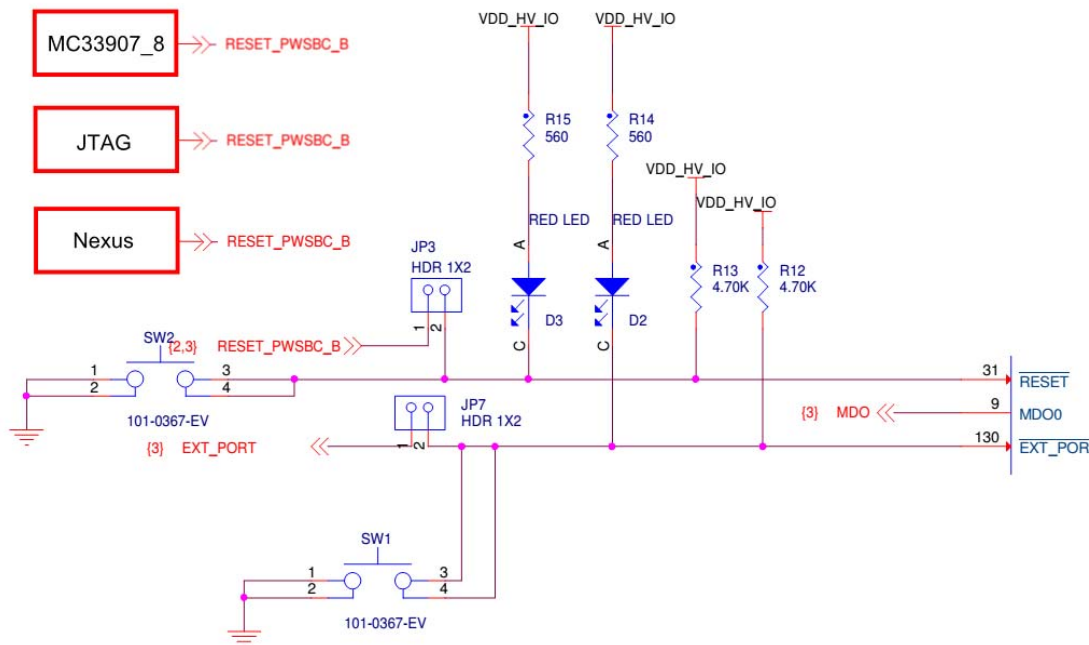 MC33907_8
RESET_PWSBC_B
JTAG
RESET_PWSBC_B
Nexus
RESET_PWSBC_B
VDD_HV_IO
VDD_HV_IO
R15
560
R14
560
VDD_HV_IO
VDD_HV_IO
RED LED
RED LED
A
A
JP3
HDR 1X2
R13
4.70K
R12
4.70K
D3
D2
1
2
C
C
SW2
{2,3}
RESET_PWSBC_B
1
2
3
4
101-0367-EV
31
RESET
JP7
HDR 1X2
{3}
MDO
9
MDO0
{3}
EXT_PORT
1
2
130
EXT_POR
SW1
1
2
3
4
101-0367-EV